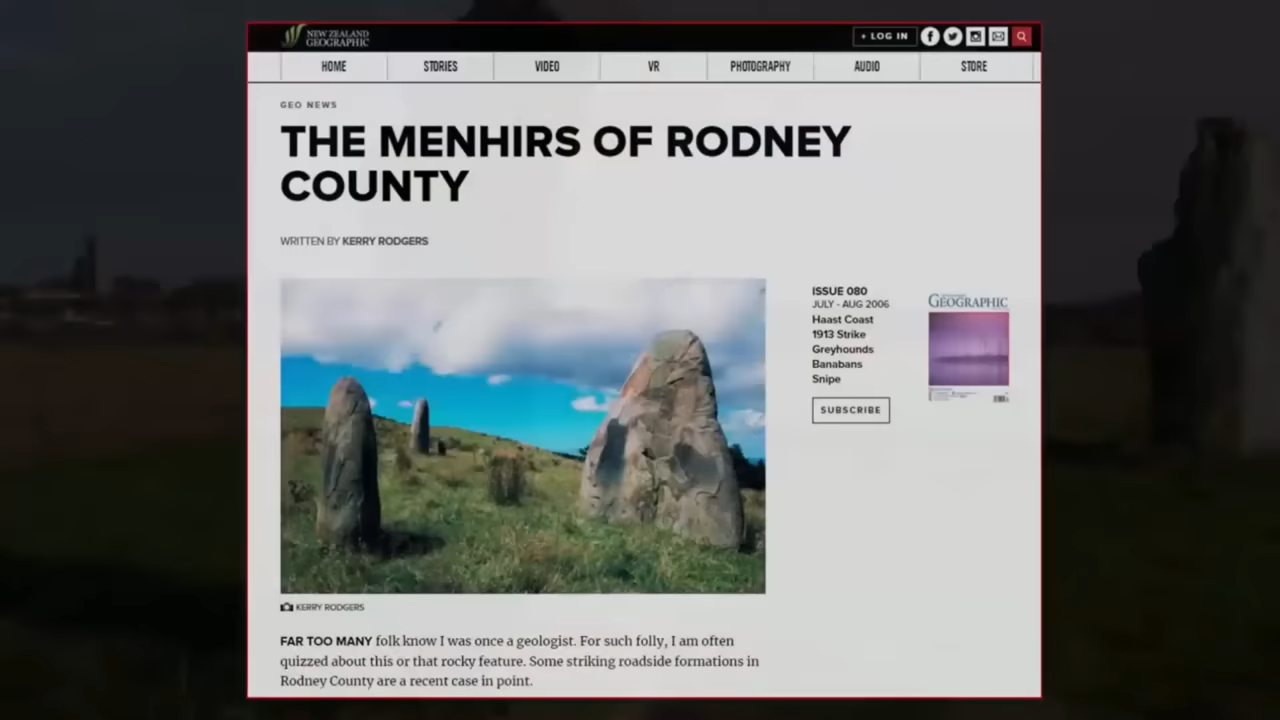 NEW ZEALAND
GEOGRAPHIC
+ LOG IN
HOME
STORIES
VIDEO
VR
PHOTOGRAPHY
AUDIO
STORE
GEO NEWS
THE MENHIRS OF RODNEY
COUNTY
WRITTEN BY KERRY RODGERS
ISSUE 080
JULY - AUG 2006
Haast Coast
1913 Strike
Greyhounds
Banabans
Snipe
SUBSCRIBE
GEOGRAPHIC
KERRY RODGERS
FAR TOO MANY folk know I was once a geologist. For such folly, I am often
quizzed about this or that rocky feature. Some striking roadside formations in
Rodney County are a recent case in point.